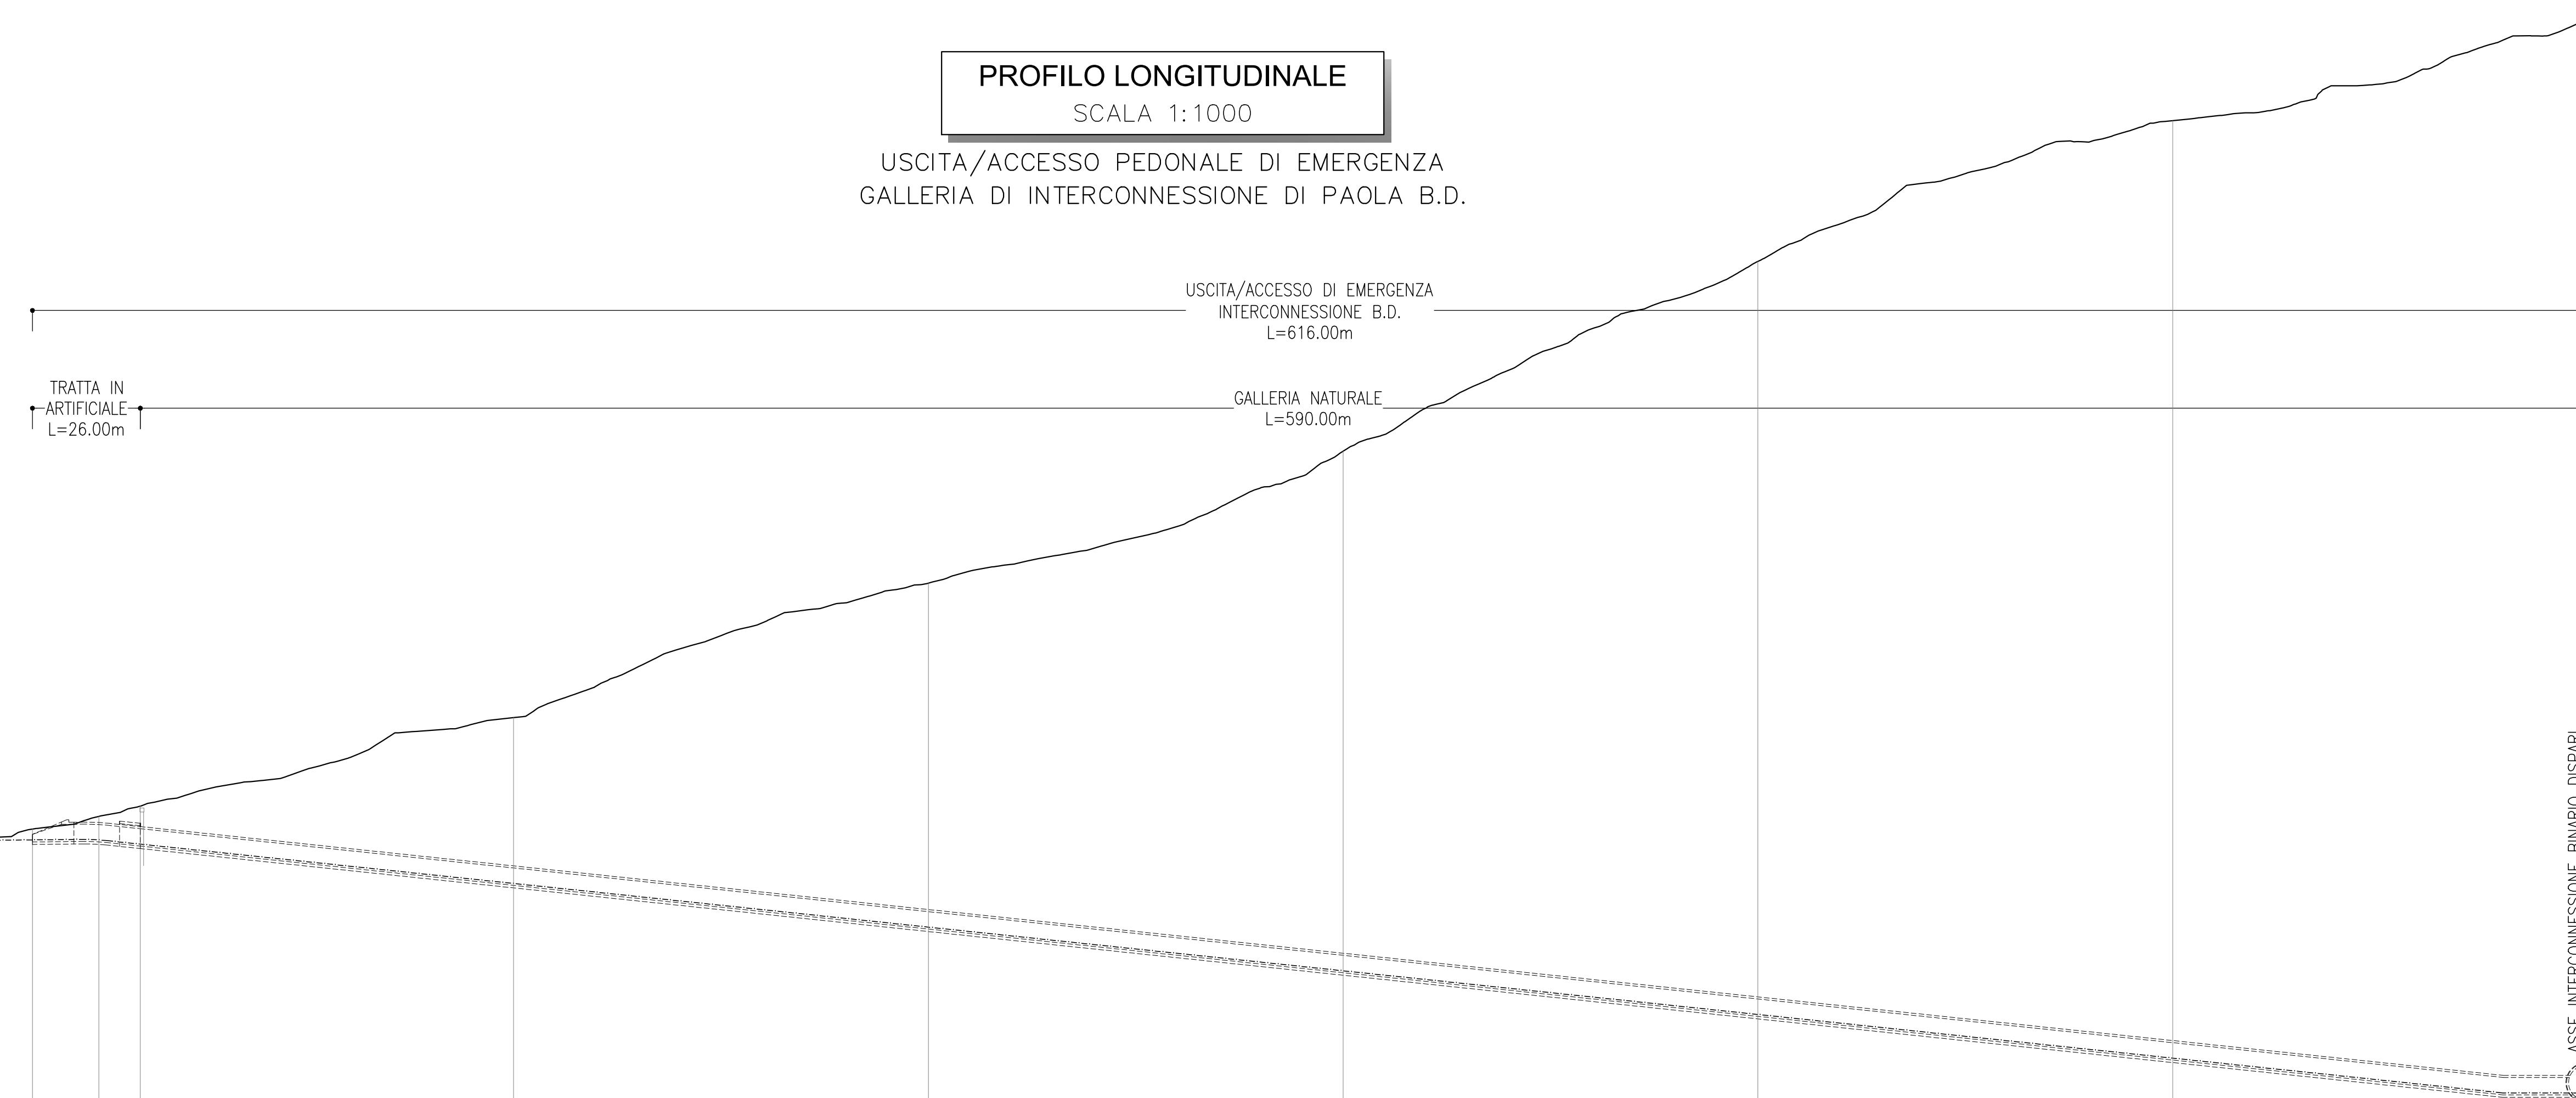 PROFILO LONGITUDINALE
SCALA 1:1000
USCITA/ACCESSO PEDONALE DI EMERGENZA
GALLERIA DI INTERCONNESSIONE DI PAOLA B.D.
USCITA/ACCESSO DI EMERGENZA
INTERCONNESSIONE B.D.
L=616.00m
TRATTA IN
ARTIFICIALE
L=26.00m
GALLERIA NATURALE
L=590.00m
ASSE INTERCONNESSIONE BINARIO DISPARI